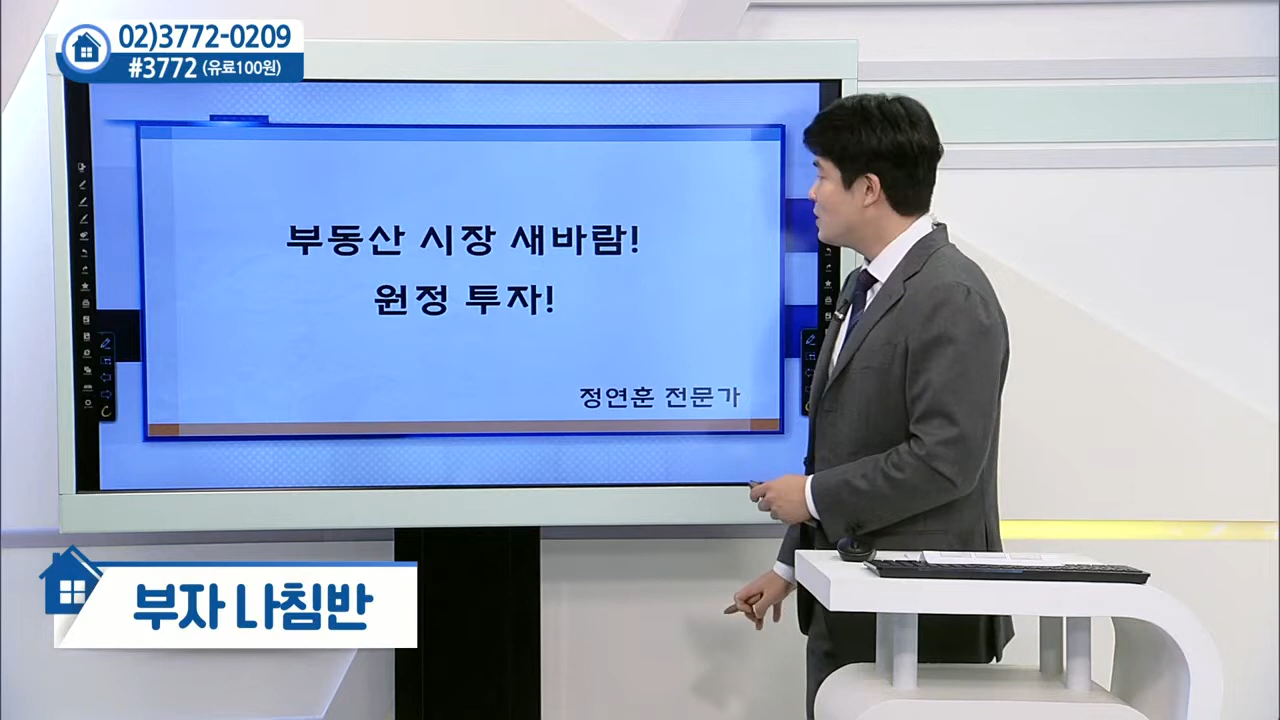 02)3772-0209
#3772 (유료100원)
부동산 시장 새바람!
원정 투자!
정연훈 전문가
부자 나침반